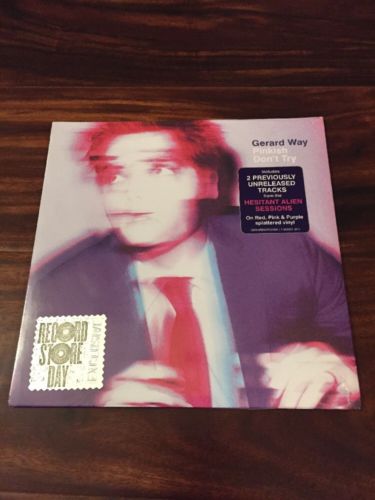 Gerard Way
Pinkish
Don't Try
Includes
2 PREVIOUSLY
UNRELEASED
TRACKS
from the
HESITANT ALIEN
SESSIONS
On Red, Pink & Purple
splattered vinyl
RECORD
STORE
DAY
EXCLUSIVE